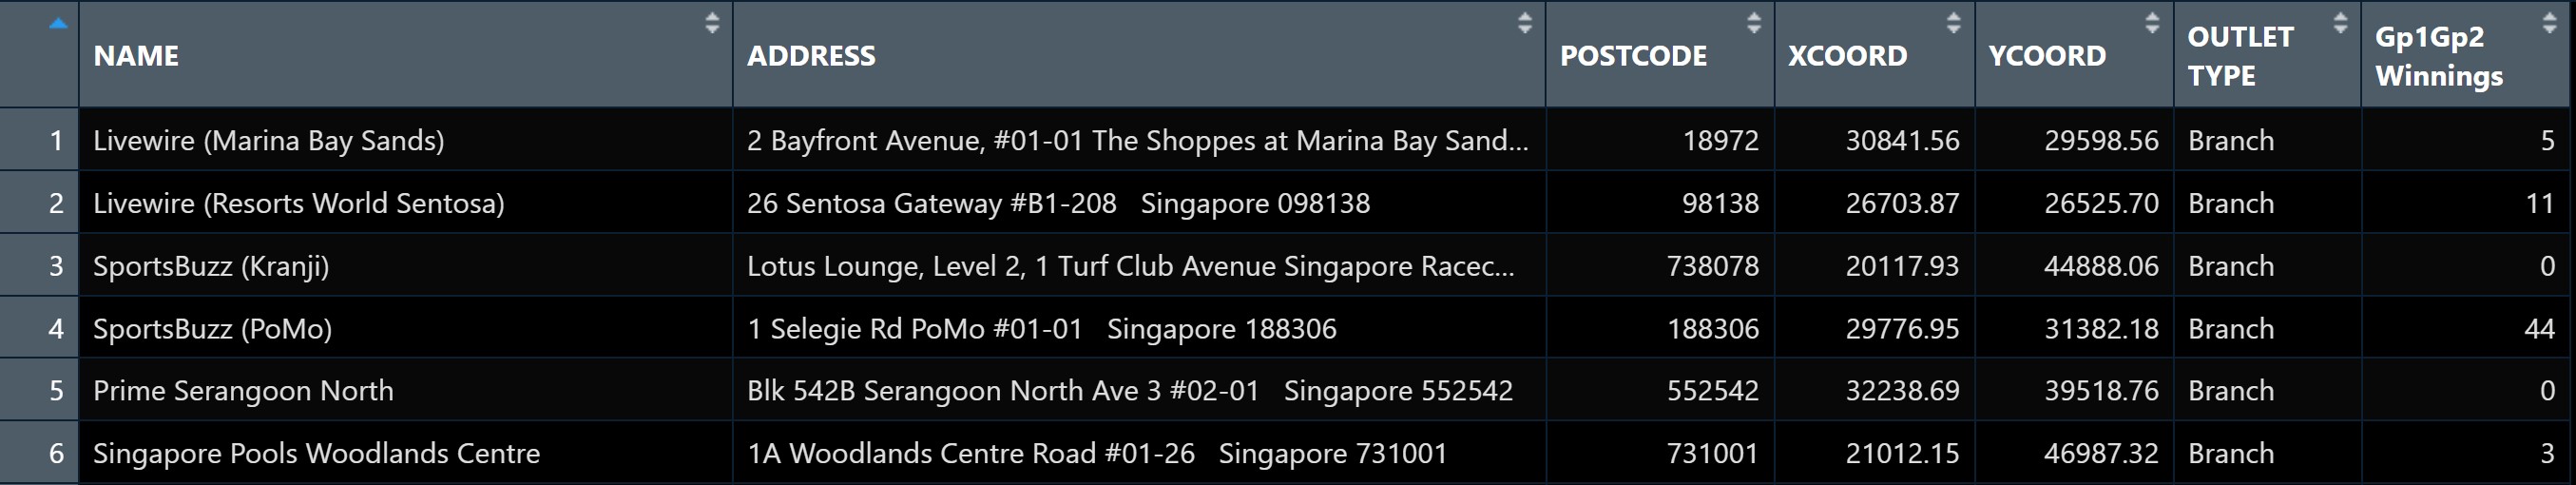 NAME ADDRESS POSTCODE XCOORD YCOORD OUTLET TYPE Gp1Gp2 Winnings
1 Livewire (Marina Bay Sands) 2 Bayfront Avenue, #01-01 The Shoppes at Marina Bay Sand... 18972 30841.56 29598.56 Branch 5
2 Livewire (Resorts World Sentosa) 26 Sentosa Gateway #B1-208 Singapore 098138 98138 26703.87 26525.70 Branch 11
3 SportsBuzz (Kranji) Lotus Lounge, Level 2, 1 Turf Club Avenue Singapore Racec... 738078 20117.93 44888.06 Branch 0
4 SportsBuzz (PoMo) 1 Selegie Rd PoMo #01-01 Singapore 188306 188306 29776.95 31382.18 Branch 44
5 Prime Serangoon North Blk 542B Serangoon North Ave 3 #02-01 Singapore 552542 552542 32238.69 39518.76 Branch 0
6 Singapore Pools Woodlands Centre 1A Woodlands Centre Road #01-26 Singapore 731001 731001 21012.15 46987.32 Branch 3